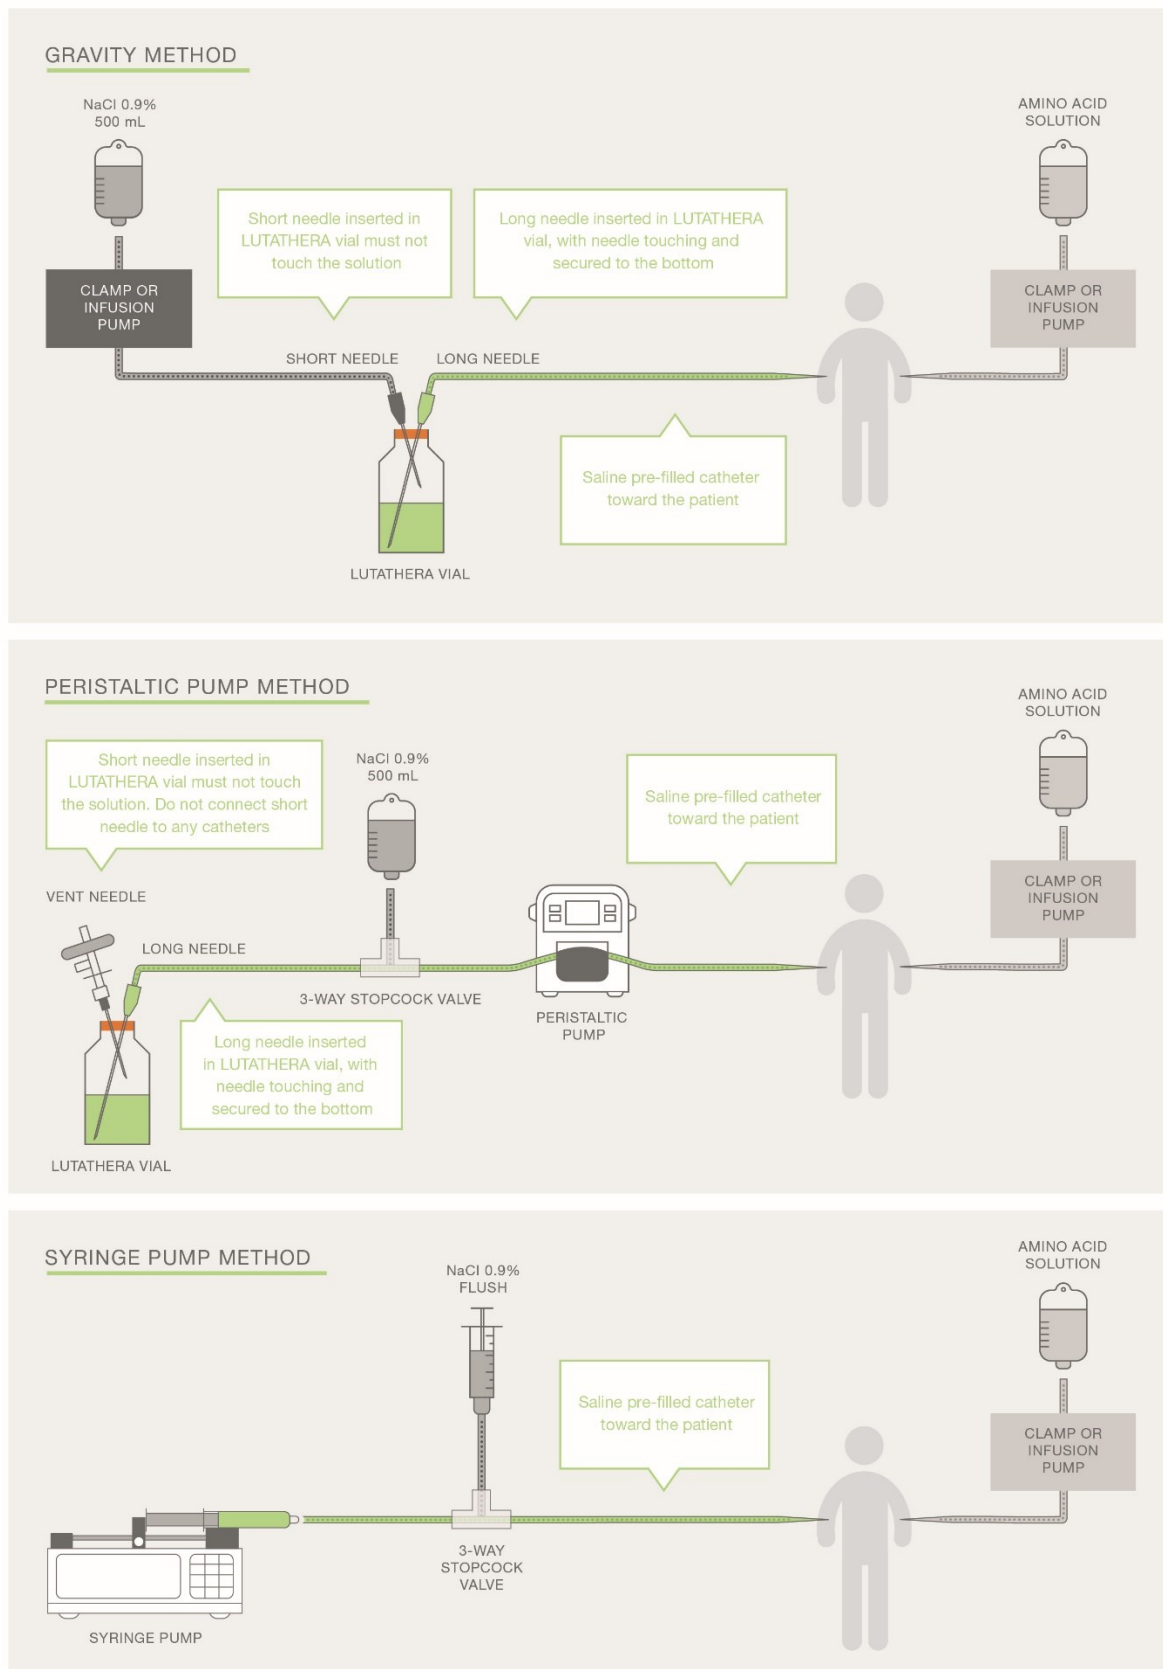 GRAVITY METHOD
NaCl 0.9%
500 mL
AMINO ACID
SOLUTION
Short needle inserted in
LUTATHERA vial must not
touch the solution
Long needle inserted in LUTATHERA
vial, with needle touching and
secured to the bottom
CLAMP OR
INFUSION
PUMP
CLAMP OR
INFUSION
PUMP
SHORT NEEDLE
LONG NEEDLE
Saline pre-filled catheter
toward the patient
LUTATHERA VIAL
PERISTALTIC PUMP METHOD
AMINO ACID
SOLUTION
Short needle inserted in
LUTATHERA vial must not touch
the solution. Do not connect short
needle to any catheters
NaCl 0.9%
500 mL
Saline pre-filled catheter
toward the patient
VENT NEEDLE
CLAMP OR
INFUSION
PUMP
LONG NEEDLE
3-WAY STOPCOCK VALVE
PERISTALTIC
PUMP
Long needle inserted
in LUTATHERA vial, with
needle touching and
secured to the bottom
LUTATHERA VIAL
SYRINGE PUMP METHOD
AMINO ACID
SOLUTION
NaCl 0.9%
FLUSH
Saline pre-filled catheter
toward the patient
CLAMP OR
INFUSION
PUMP
3-WAY
STOPCOCK
VALVE
SYRINGE PUMP